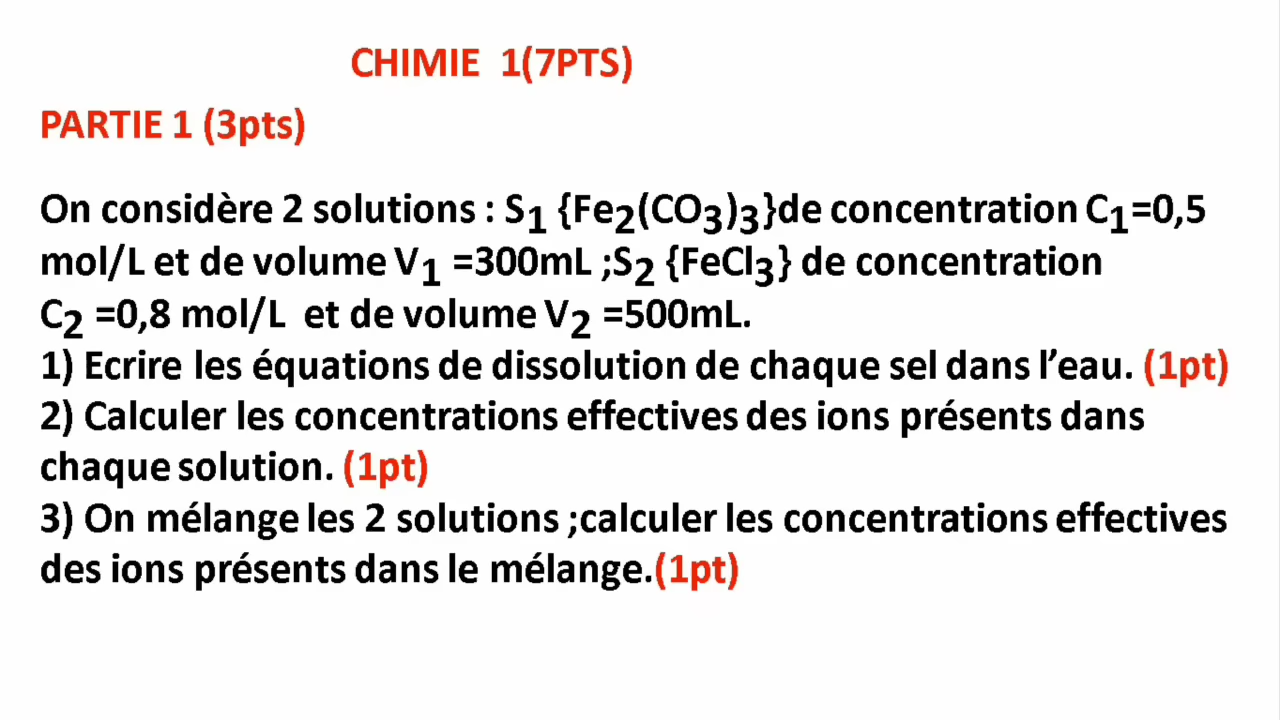 CHIMIE 1(7PTS)
PARTIE 1 (3pts)
On considère 2 solutions : S₁ {Fe₂(CO₃)₃}de concentration C₁=0,5
mol/L et de volume V₁ =300mL ;S₂ {FeCl₃} de concentration
C₂ =0,8 mol/L et de volume V₂ =500mL.
1) Ecrire les équations de dissolution de chaque sel dans l’eau. (1pt)
2) Calculer les concentrations effectives des ions présents dans
chaque solution. (1pt)
3) On mélange les 2 solutions ;calculer les concentrations effectives
des ions présents dans le mélange.(1pt)